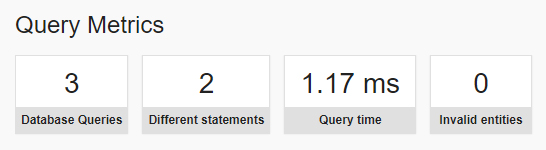 Query Metrics
3 2 1.17 ms 0
Database Queries Different statements Query time Invalid entities